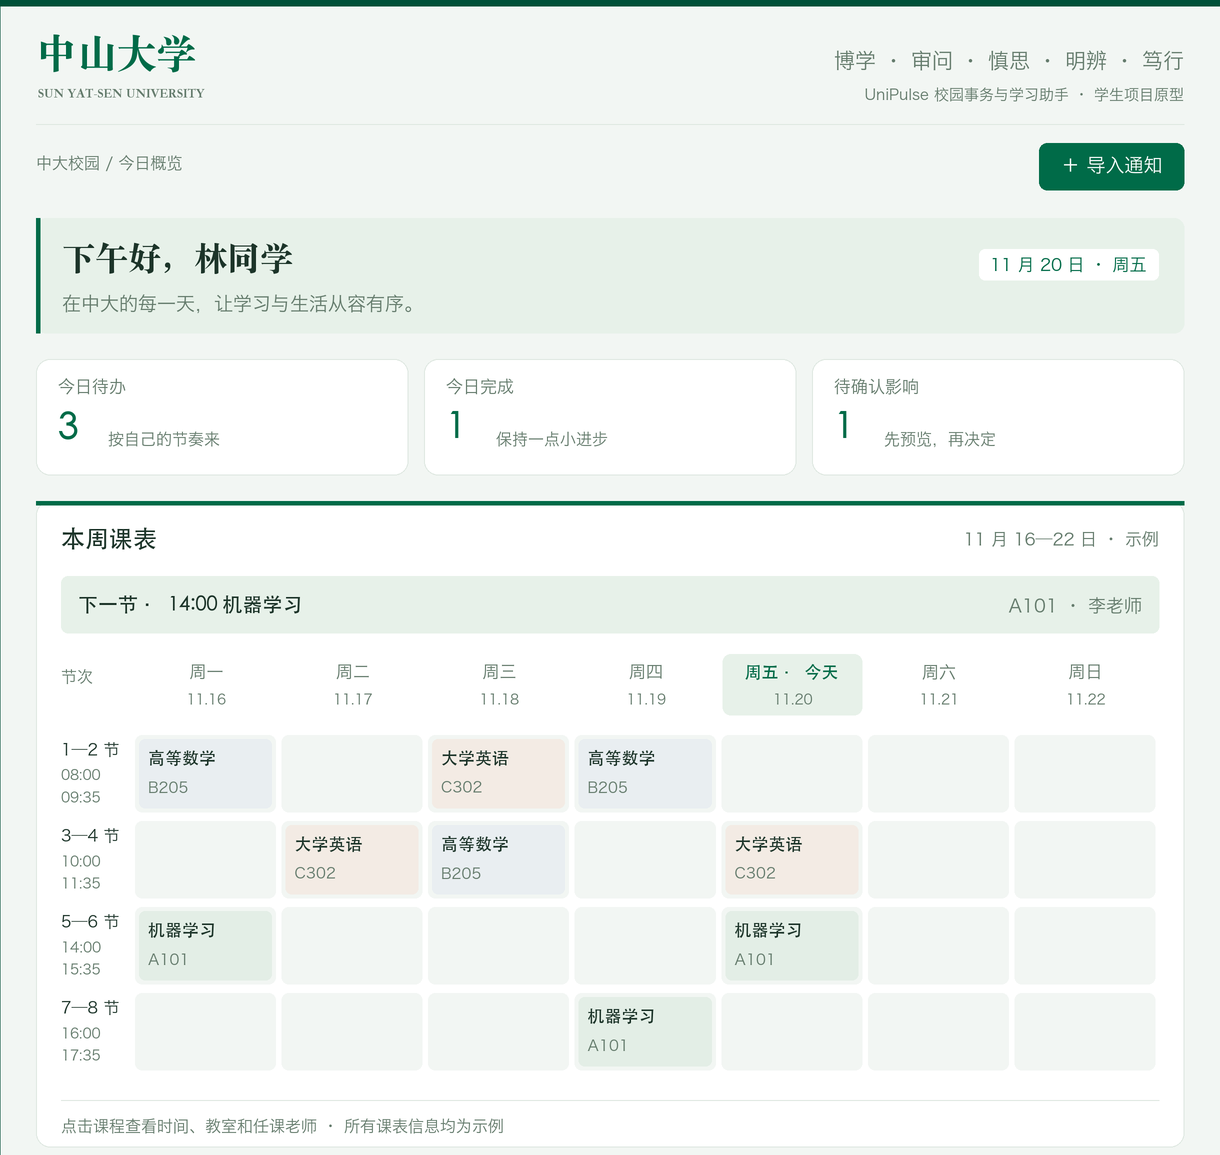 中山大学
SUN YAT-SEN UNIVERSITY
博学 · 审问 · 慎思 · 明辨 · 笃行
UniPulse 校园事务与学习助手 · 学生项目原型
中大校园 / 今日概览
+ 导入通知
下午好，林同学
在中大的每一天，让学习与生活从容有序。
11 月 20 日 · 周五
今日待办
3 按自己的节奏来
今日完成
1 保持一点小进步
待确认影响
1 先预览，再决定
本周课表
11 月 16—22 日 · 示例
下一节 · 14:00 机器学习
A101 · 李老师
节次
周一
11.16
周二
11.17
周三
11.18
周四
11.19
周五 · 今天
11.20
周六
11.21
周日
11.22
1—2 节
08:00
09:35
高等数学
B205
大学英语
C302
高等数学
B205
3—4 节
10:00
11:35
大学英语
C302
高等数学
B205
大学英语
C302
5—6 节
14:00
15:35
机器学习
A101
机器学习
A101
7—8 节
16:00
17:35
机器学习
A101
点击课程查看时间、教室和任课老师 · 所有课表信息均为示例